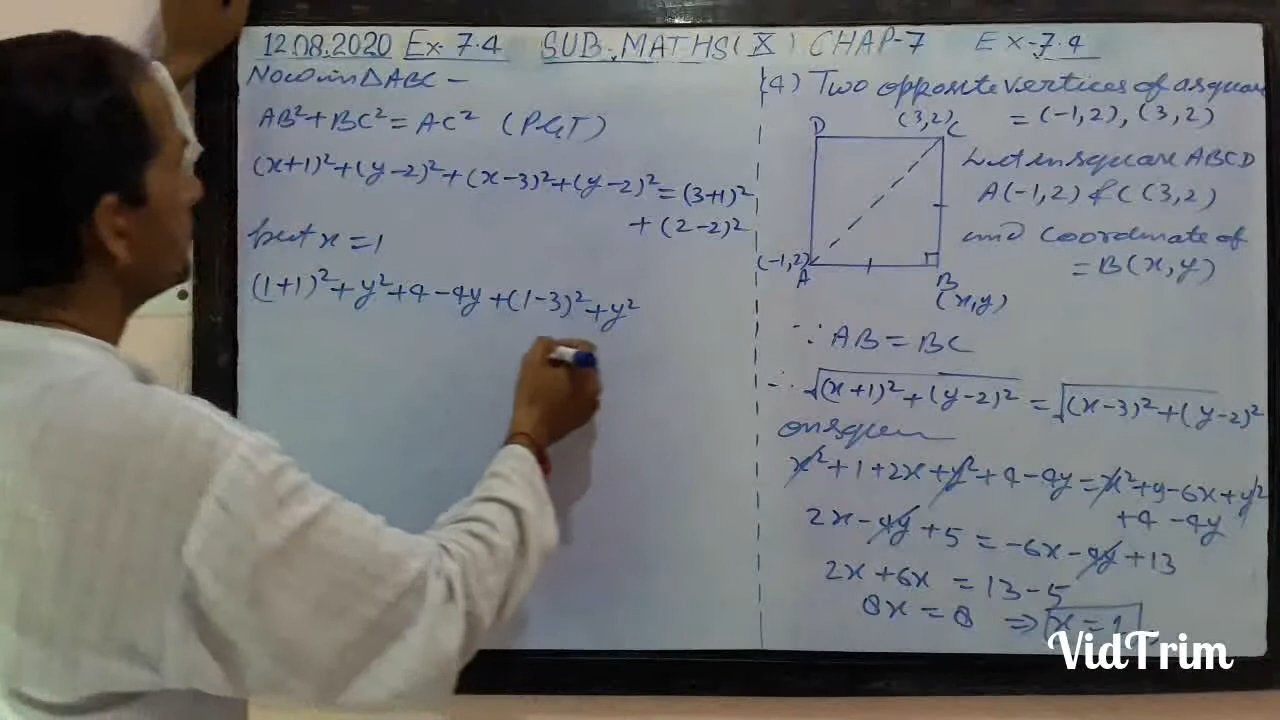 12.08.2020 Ex-7.4 SUB-MATHS(X) CHAP-7 EX-7.4
Now in △ABC -
AB²+BC²=AC² (P.G.T)
(x+1)²+(y-2)²+(x-3)²+(y-2)²=(3+1)²
+(2-2)²
but x=1
(1+1)²+y²+4-4y+(1-3)²+y²
(4) Two opposite vertices of a square
=(-1,2),(3,2)
D (3,2) C
(-1,2)
A B
(x,y)
Let in square ABCD
A(-1,2) & C(3,2)
and coordinate of
=B(x,y)
∵ AB=BC
∴ √(x+1)²+(y-2)² = √(x-3)²+(y-2)²
on square
x²+1+2x+y²+4-4y=x²+9-6x+y²
+4-4y
2x-4y+5=-6x-4y+13
2x+6x=13-5
8x=8 ⇒ x=1
VidTrim